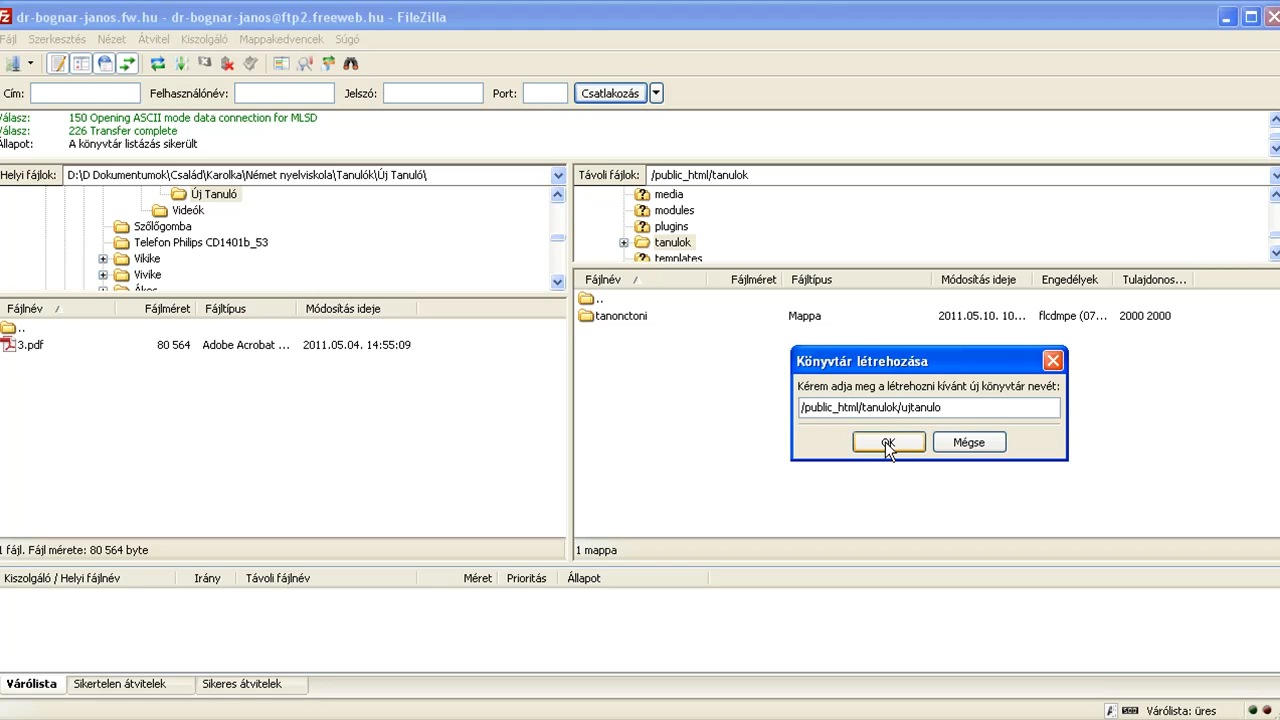 dr-bognar-janos.fw.hu - dr-bognar-janos@ftp2.freeweb.hu - FileZilla
Fájl Szerkesztés Nézet Átvitel Kiszolgáló Mappakedvencek Súgó
Cím: Felhasználónév: Jelszó: Port: Csatlakozás
Válasz: 150 Opening ASCII mode data connection for MLSD
Válasz: 226 Transfer complete
Állapot: A könyvtár listázás sikerült
Helyi fájlok: D:\D Dokumentumok\Család\Karolka\Német nyelviskola\Tanulók\Új Tanuló\
Új Tanuló
Videók
Szőlőgomba
Telefon Philips CD1401b_53
Vikike
Vivike
Ákos
Fájlnév Fájlméret Fájltípus Módosítás ideje
..
3.pdf 80 564 Adobe Acrobat ... 2011.05.04. 14:55:09
1 fájl. Fájl mérete: 80 564 byte
Távoli fájlok: /public_html/tanulok
media
modules
plugins
tanulok
templates
Fájlnév Fájlméret Fájltípus Módosítás ideje Engedélyek Tulajdonos...
..
tanonctoni Mappa 2011.05.10. 10... flcdmpe (07... 2000 2000
1 mappa
Könyvtár létrehozása
Kérem adja meg a létrehozni kívánt új könyvtár nevét:
/public_html/tanulok/ujtanulo
OK Mégse
Kiszolgáló / Helyi fájlnév Irány Távoli fájlnév Méret Prioritás Állapot
Várólista Sikertelen átvitelek Sikeres átvitelek
Várólista: üres